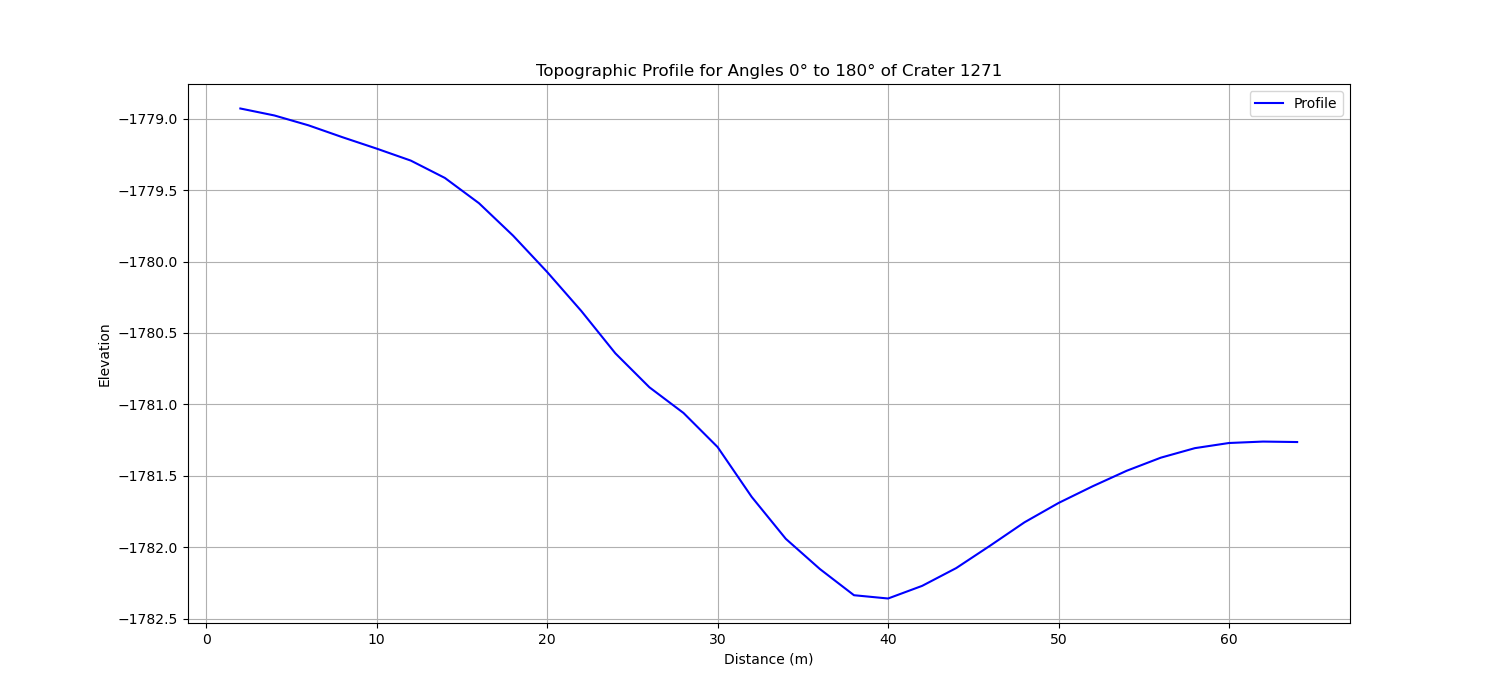 Topographic Profile for Angles 0° to 180° of Crater 1271
Profile
−1779.0
−1779.5
−1780.0
−1780.5
−1781.0
−1781.5
−1782.0
−1782.5
Elevation
0 10 20 30 40 50 60
Distance (m)